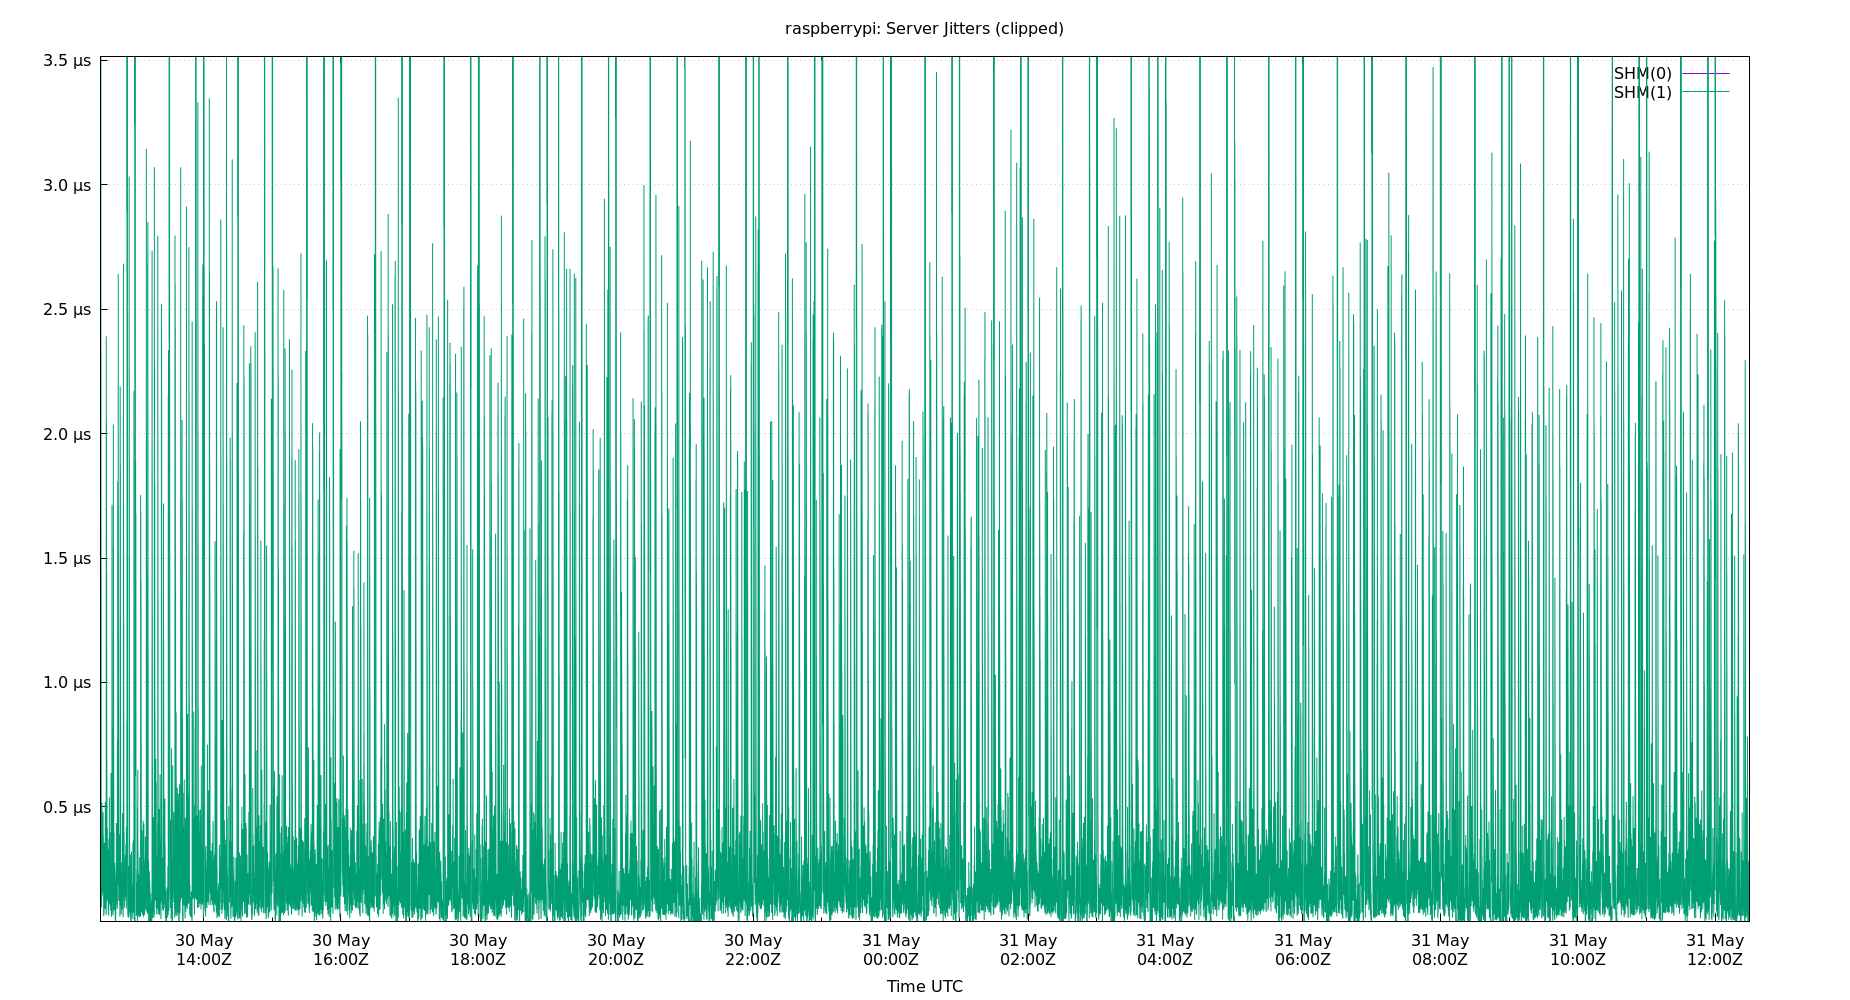 raspberrypi: Server Jitters (clipped)
3.5 µs
SHM(0)
SHM(1)
3.0 µs
2.5 µs
2.0 µs
1.5 µs
1.0 µs
0.5 µs
30 May 30 May 30 May 30 May 30 May 31 May 31 May 31 May 31 May 31 May 31 May 31 May
14:00Z 16:00Z 18:00Z 20:00Z 22:00Z 00:00Z 02:00Z 04:00Z 06:00Z 08:00Z 10:00Z 12:00Z
Time UTC